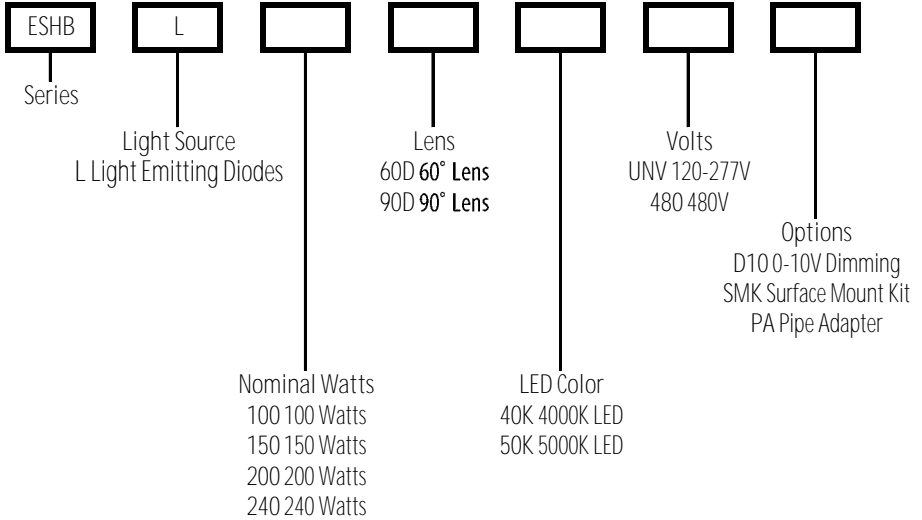 ESHB
L
Series
Light Source
L Light Emitting Diodes
Lens
60D 60° Lens
90D 90° Lens
Volts
UNV 120-277V
480 480V
Options
D10 0-10V Dimming
SMK Surface Mount Kit
PA Pipe Adapter
Nominal Watts
100 100 Watts
150 150 Watts
200 200 Watts
240 240 Watts
LED Color
40K 4000K LED
50K 5000K LED